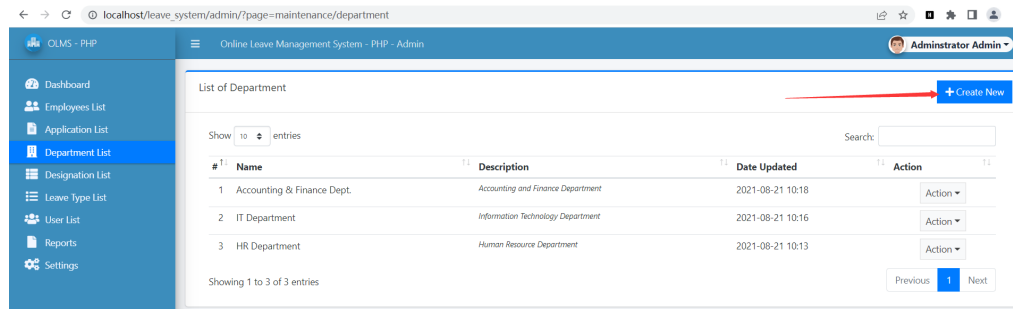 localhost/leave_system/admin/?page=maintenance/department
OLMS - PHP
Online Leave Management System - PHP - Admin
Adminstrator Admin
Dashboard
Employees List
Application List
Department List
Designation List
Leave Type List
User List
Reports
Settings
List of Department
Create New
Show 10 entries
Search:
# Name Description Date Updated Action
1 Accounting & Finance Dept. Accounting and Finance Department 2021-08-21 10:18 Action
2 IT Department Information Technology Department 2021-08-21 10:16 Action
3 HR Department Human Resource Department 2021-08-21 10:13 Action
Showing 1 to 3 of 3 entries
Previous 1 Next